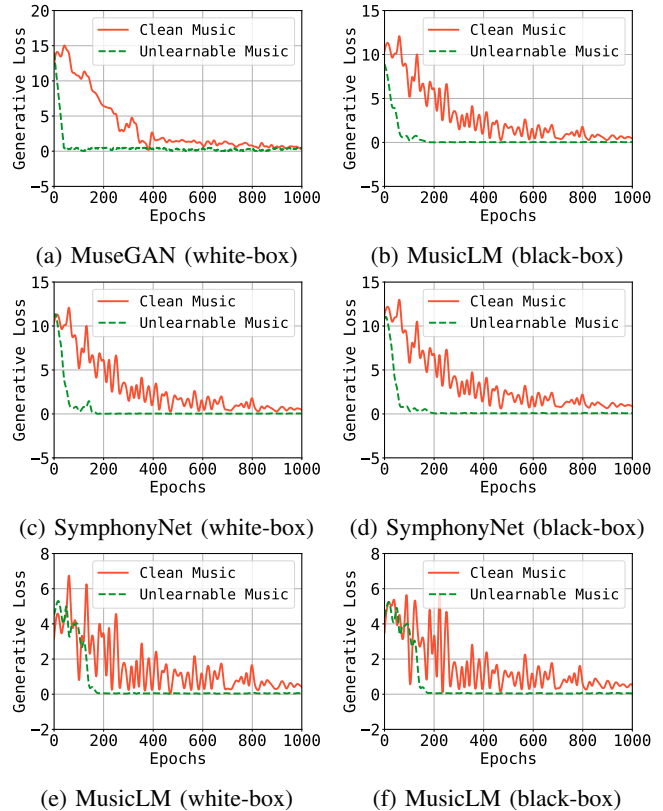 20
15
10
5
0
−5
0 200 400 600 800 1000
Generative Loss
Epochs
Clean Music
Unlearnable Music
(a) MuseGAN (white-box)
15
10
5
0
−5
0 200 400 600 800 1000
Generative Loss
Epochs
Clean Music
Unlearnable Music
(b) MusicLM (black-box)
15
10
5
0
−5
0 200 400 600 800 1000
Generative Loss
Epochs
Clean Music
Unlearnable Music
(c) SymphonyNet (white-box)
15
10
5
0
−5
0 200 400 600 800 1000
Generative Loss
Epochs
Clean Music
Unlearnable Music
(d) SymphonyNet (black-box)
8
6
4
2
0
−2
0 200 400 600 800 1000
Generative Loss
Epochs
Clean Music
Unlearnable Music
(e) MusicLM (white-box)
8
6
4
2
0
−2
0 200 400 600 800 1000
Generative Loss
Epochs
Clean Music
Unlearnable Music
(f) MusicLM (black-box)